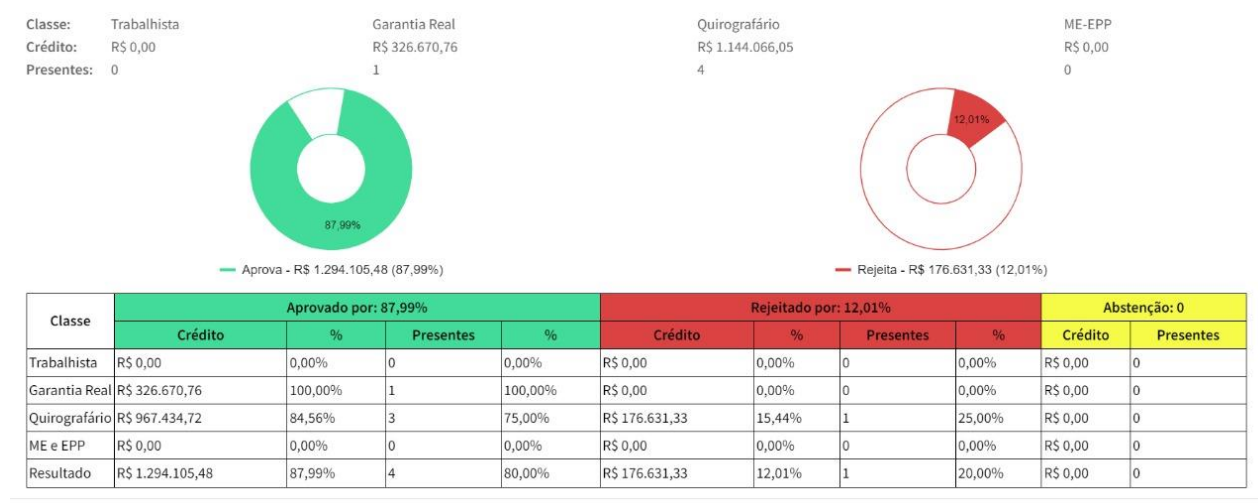 Classe: Trabalhista Garantia Real Quirografário ME-EPP
Crédito: R$ 0,00 R$ 326.670,76 R$ 1.144.066,05 R$ 0,00
Presentes: 0 1 4 0
12,01%
87,99%
Aprova - R$ 1.294.105,48 (87,99%) Rejeita - R$ 176.631,33 (12,01%)
Classe Aprovado por: 87,99% Rejeitado por: 12,01% Abstenção: 0
Crédito % Presentes % Crédito % Presentes % Crédito Presentes
Trabalhista R$ 0,00 0,00% 0 0,00% R$ 0,00 0,00% 0 0,00% R$ 0,00 0
Garantia Real R$ 326.670,76 100,00% 1 100,00% R$ 0,00 0,00% 0 0,00% R$ 0,00 0
Quirografário R$ 967.434,72 84,56% 3 75,00% R$ 176.631,33 15,44% 1 25,00% R$ 0,00 0
ME e EPP R$ 0,00 0,00% 0 0,00% R$ 0,00 0,00% 0 0,00% R$ 0,00 0
Resultado R$ 1.294.105,48 87,99% 4 80,00% R$ 176.631,33 12,01% 1 20,00% R$ 0,00 0